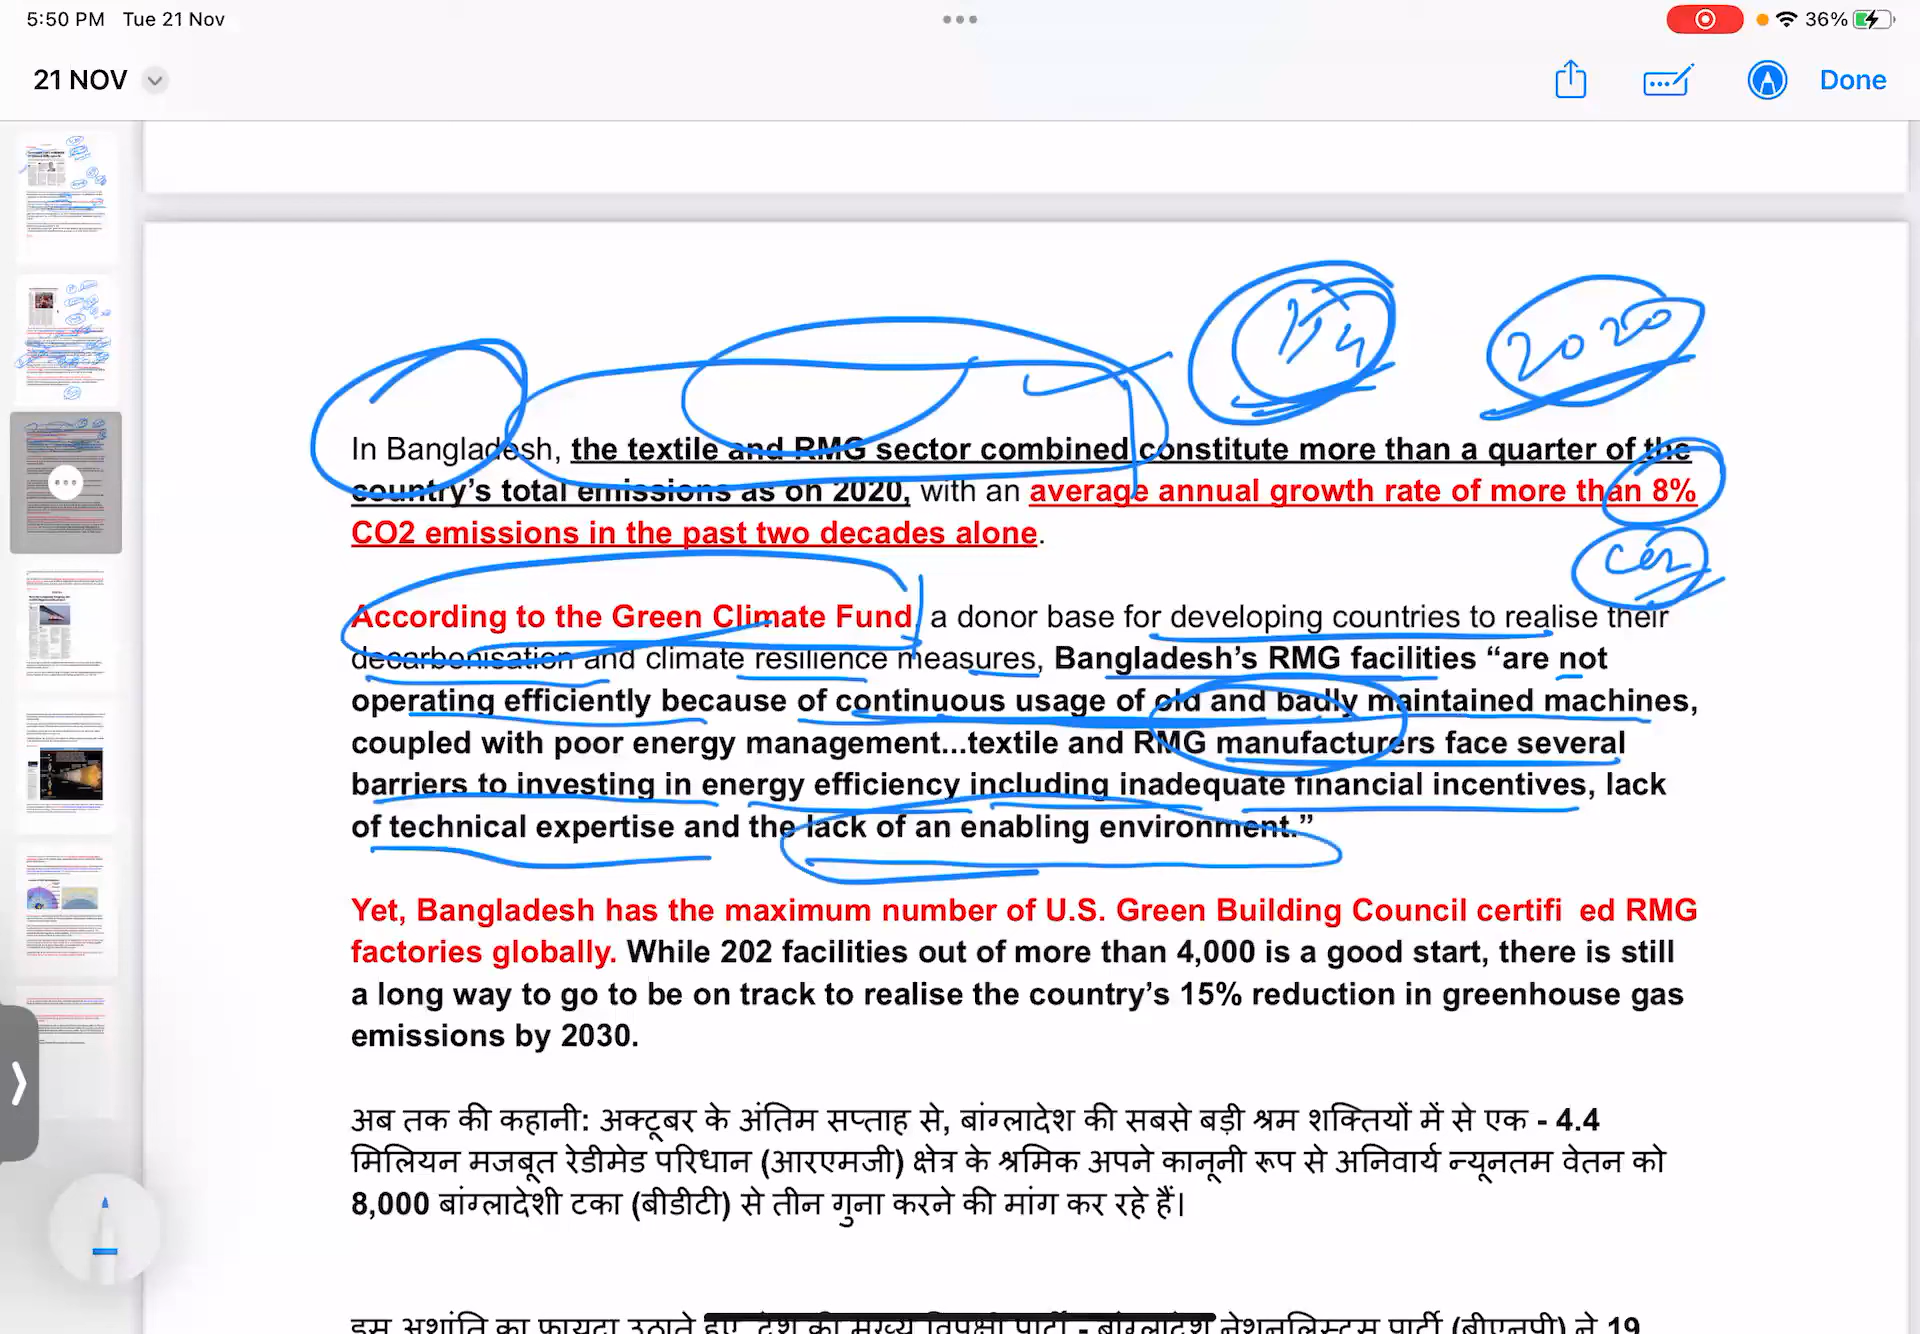 5:50 PM Tue 21 Nov
36%
21 NOV
Done
2020
In Bangladesh, the textile and RMG sector combined constitute more than a quarter of the
country's total emissions as on 2020, with an average annual growth rate of more than 8%
CO2 emissions in the past two decades alone.
According to the Green Climate Fund, a donor base for developing countries to realise their
decarbonisation and climate resilience measures, Bangladesh's RMG facilities “are not
operating efficiently because of continuous usage of old and badly maintained machines,
coupled with poor energy management...textile and RMG manufacturers face several
barriers to investing in energy efficiency including inadequate financial incentives, lack
of technical expertise and the lack of an enabling environment.”
Yet, Bangladesh has the maximum number of U.S. Green Building Council certifi ed RMG
factories globally. While 202 facilities out of more than 4,000 is a good start, there is still
a long way to go to be on track to realise the country's 15% reduction in greenhouse gas
emissions by 2030.
अब तक की कहानी: अक्टूबर के अंतिम सप्ताह से, बांग्लादेश की सबसे बड़ी श्रम शक्तियों में से एक - 4.4
मिलियन मजबूत रेडीमेड परिधान (आरएमजी) क्षेत्र के श्रमिक अपने कानूनी रूप से अनिवार्य न्यूनतम वेतन को
8,000 बांग्लादेशी टका (बीडीटी) से तीन गुना करने की मांग कर रहे हैं।
इस अशांति का फायदा उठाते हुए, देश की मुख्य विपक्षी पार्टी - बांग्लादेश नेशनलिस्टस पार्टी (बीएनपी) ने 19